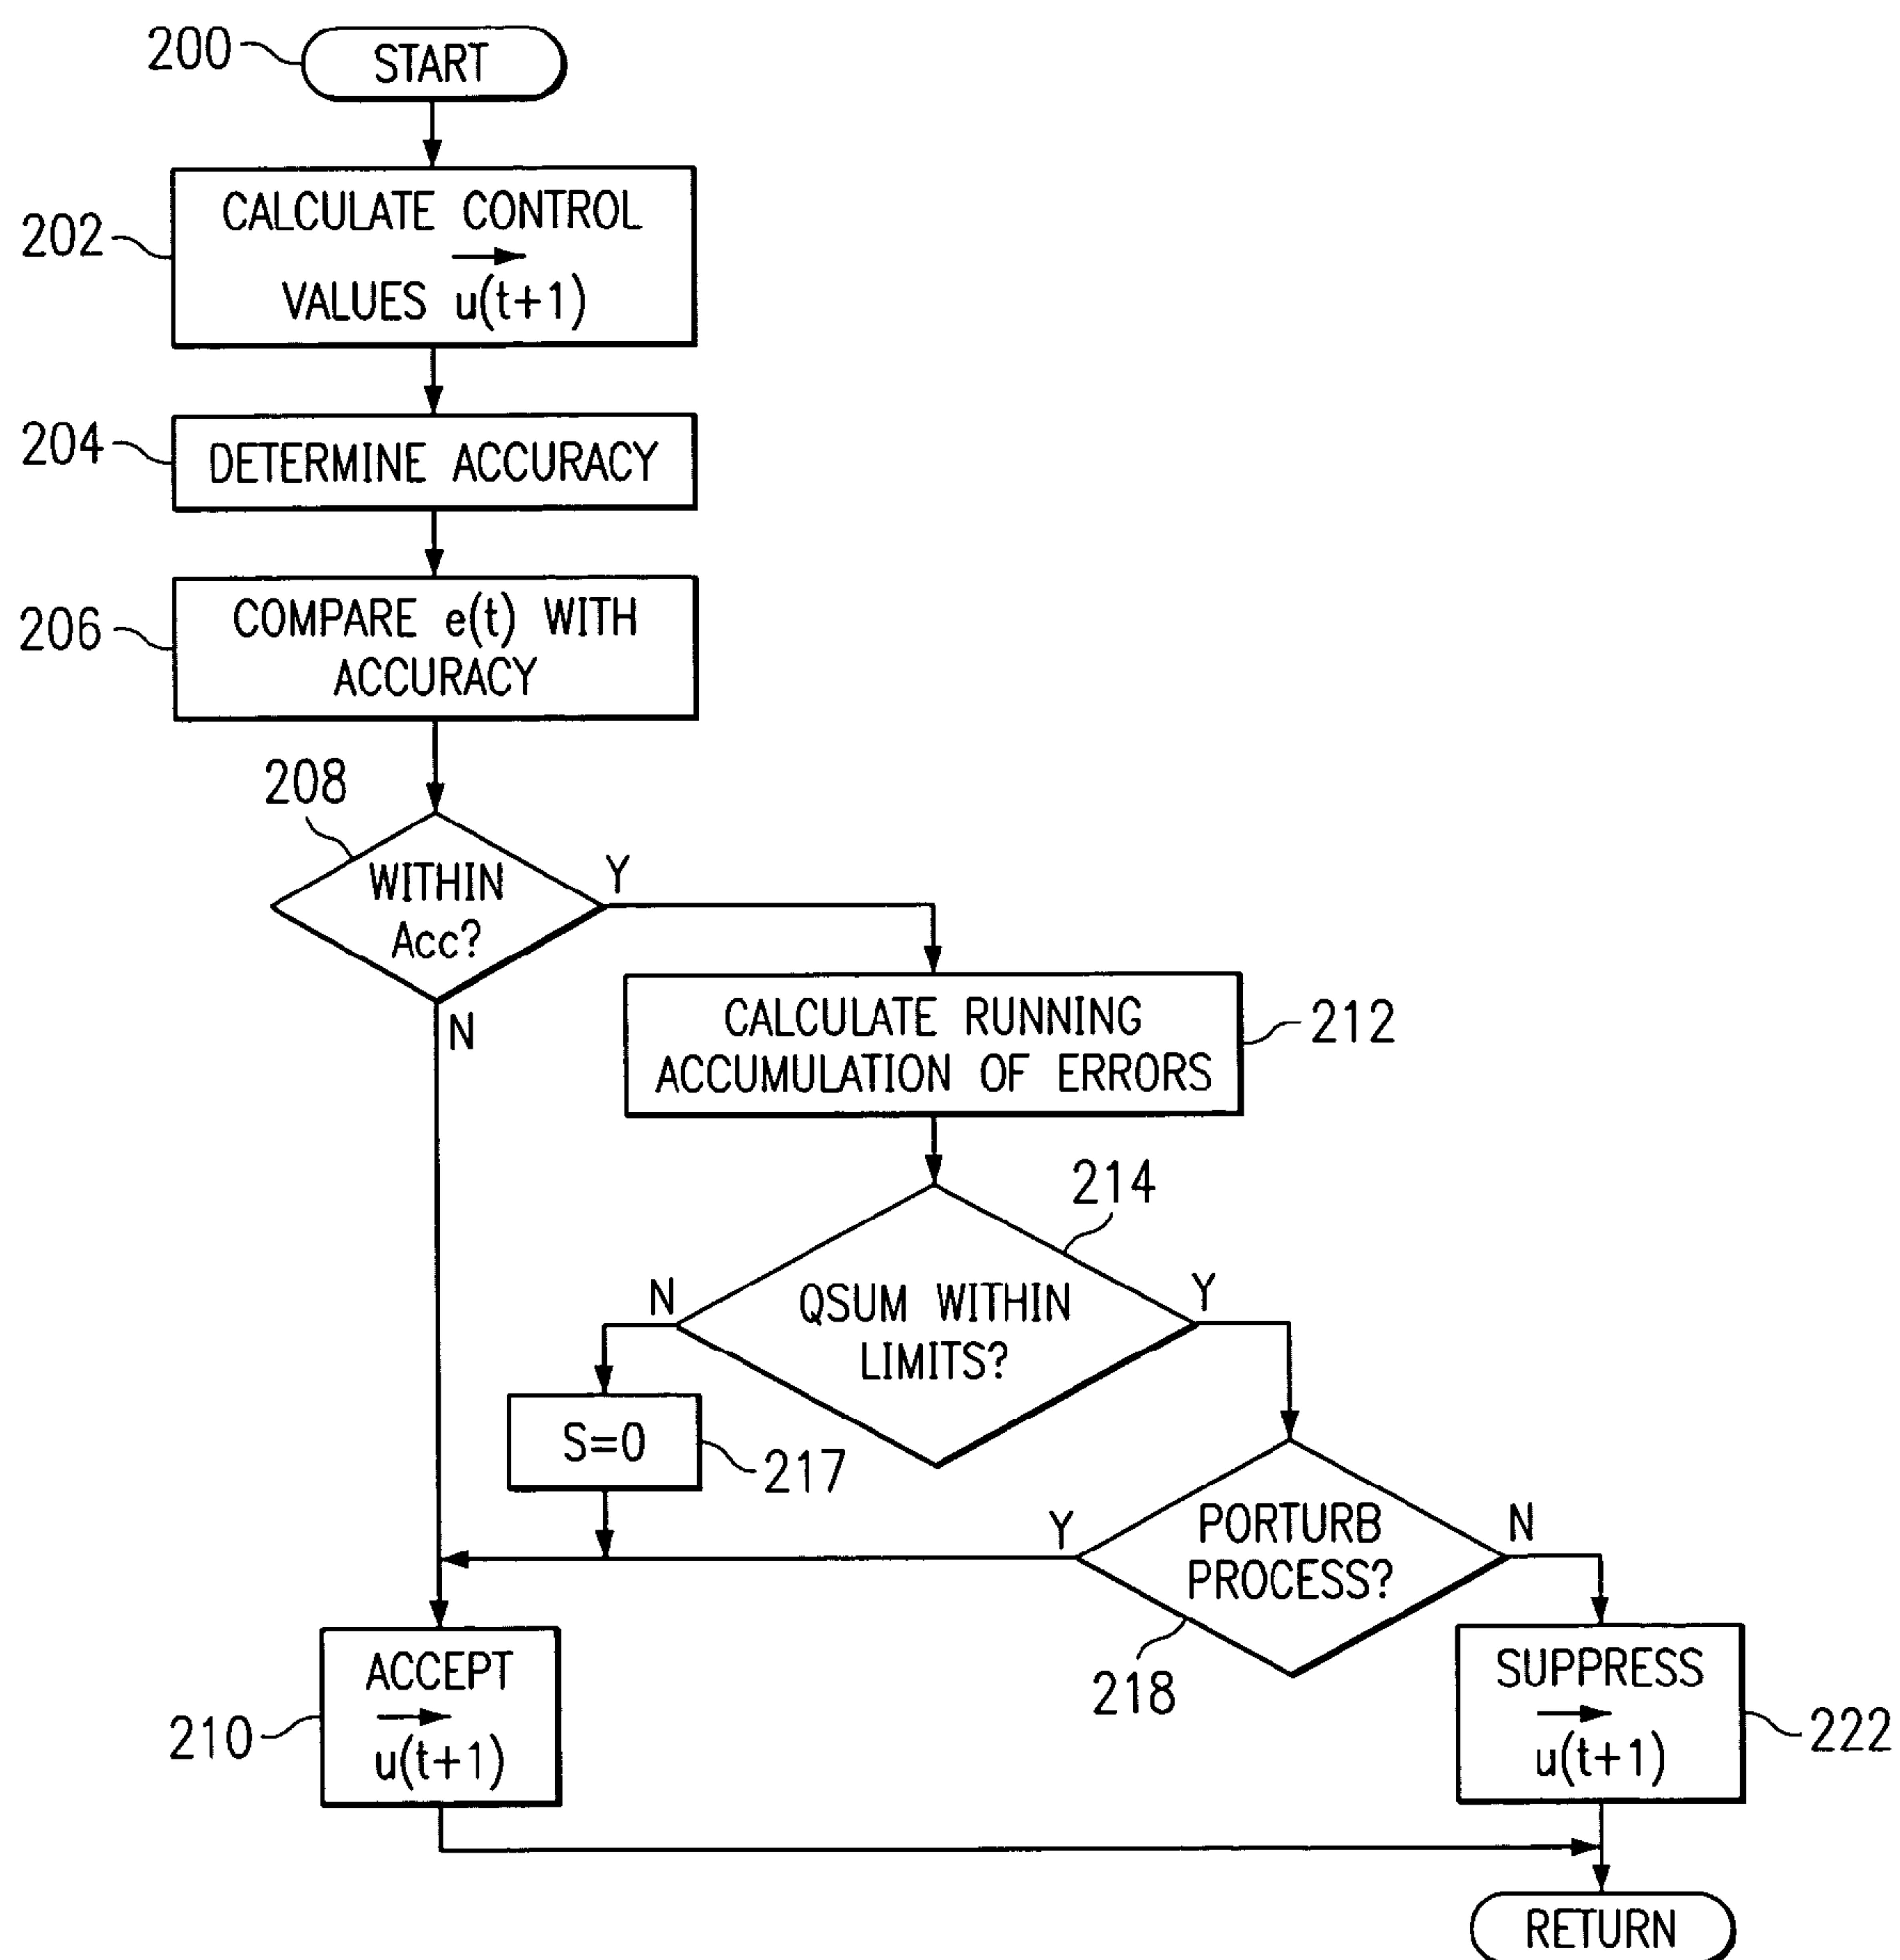 200
START
202
CALCULATE CONTROL
VALUES u(t+1)
204
DETERMINE ACCURACY
206
COMPARE e(t) WITH
ACCURACY
208
WITHIN
Acc?
Y
N
CALCULATE RUNNING
ACCUMULATION OF ERRORS
212
214
QSUM WITHIN
LIMITS?
N
Y
S=0
217
PORTURB
PROCESS?
Y
N
218
ACCEPT
u(t+1)
210
SUPPRESS
u(t+1)
222
RETURN